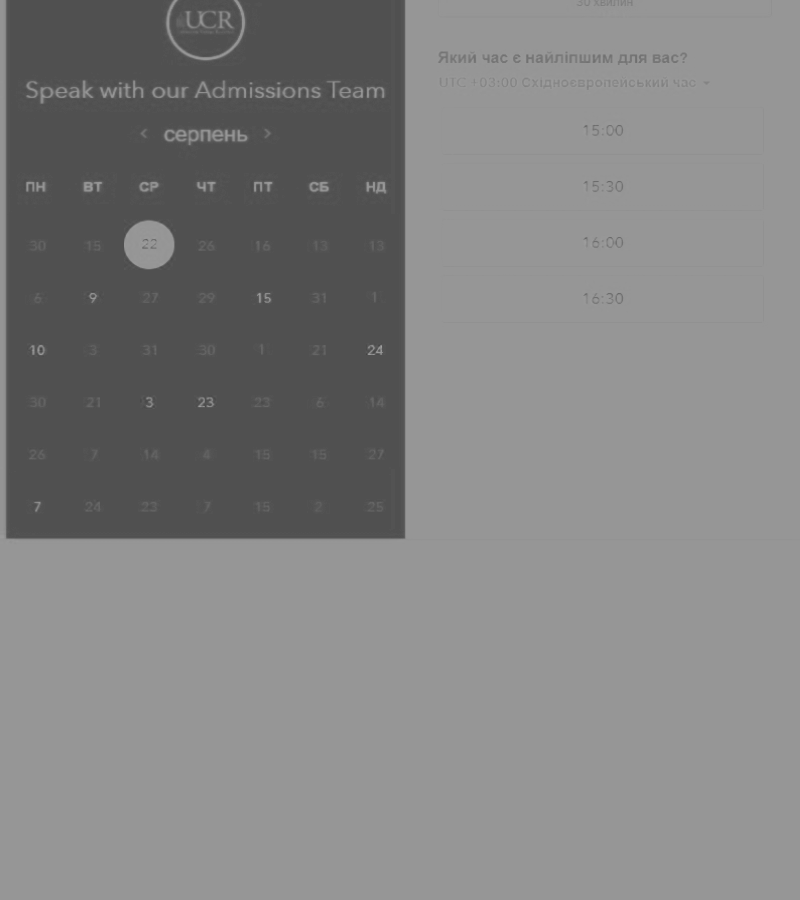 UCR
Speak with our Admissions Team
‹ серпень ›
ПН ВТ СР ЧТ ПТ СБ НД
30 15 22 26 16 13 13
6 9 27 29 15 31 1
10 3 31 30 1 21 24
30 21 3 23 23 6 14
26 7 14 4 15 15 27
7 24 23 7 15 2 25
30 хвилин
Який час є найліпшим для вас?
UTC +03:00 Східноєвропейський час
15:00
15:30
16:00
16:30